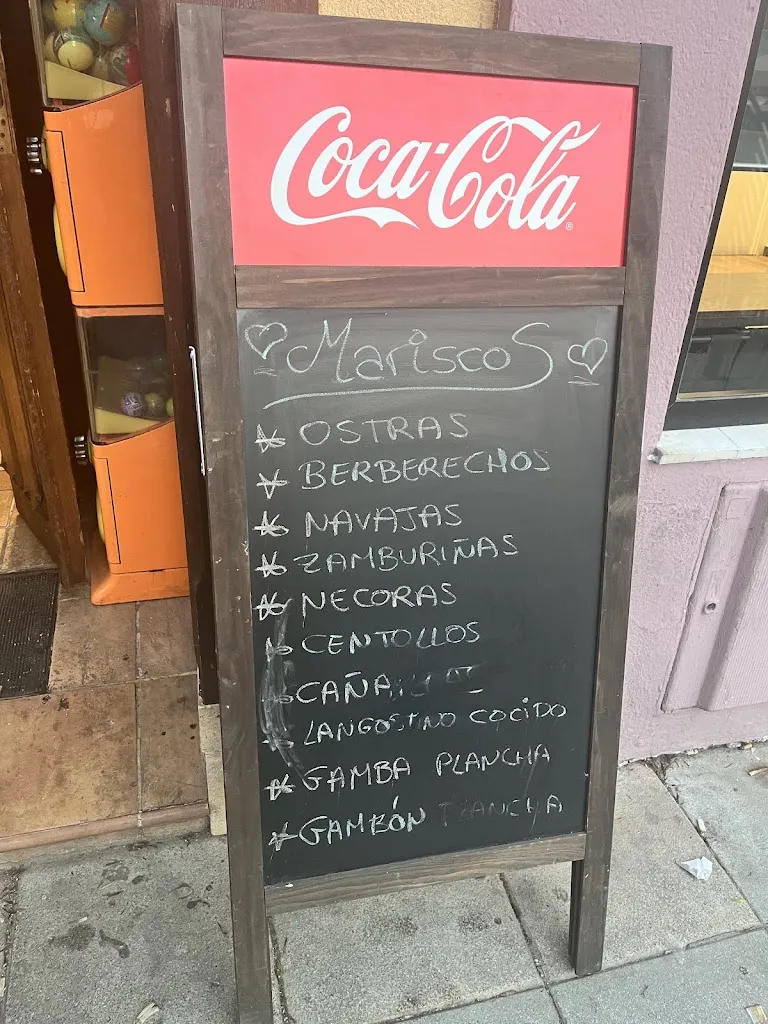 Coca-Cola
Mariscos
OSTRAS
BERBERECHOS
NAVAJAS
ZAMBURIÑAS
NECORAS
CENTOLLOS
LANGOSTINO COCIDO
GAMBA PLANCHA
GAMBÓN PLANCHA